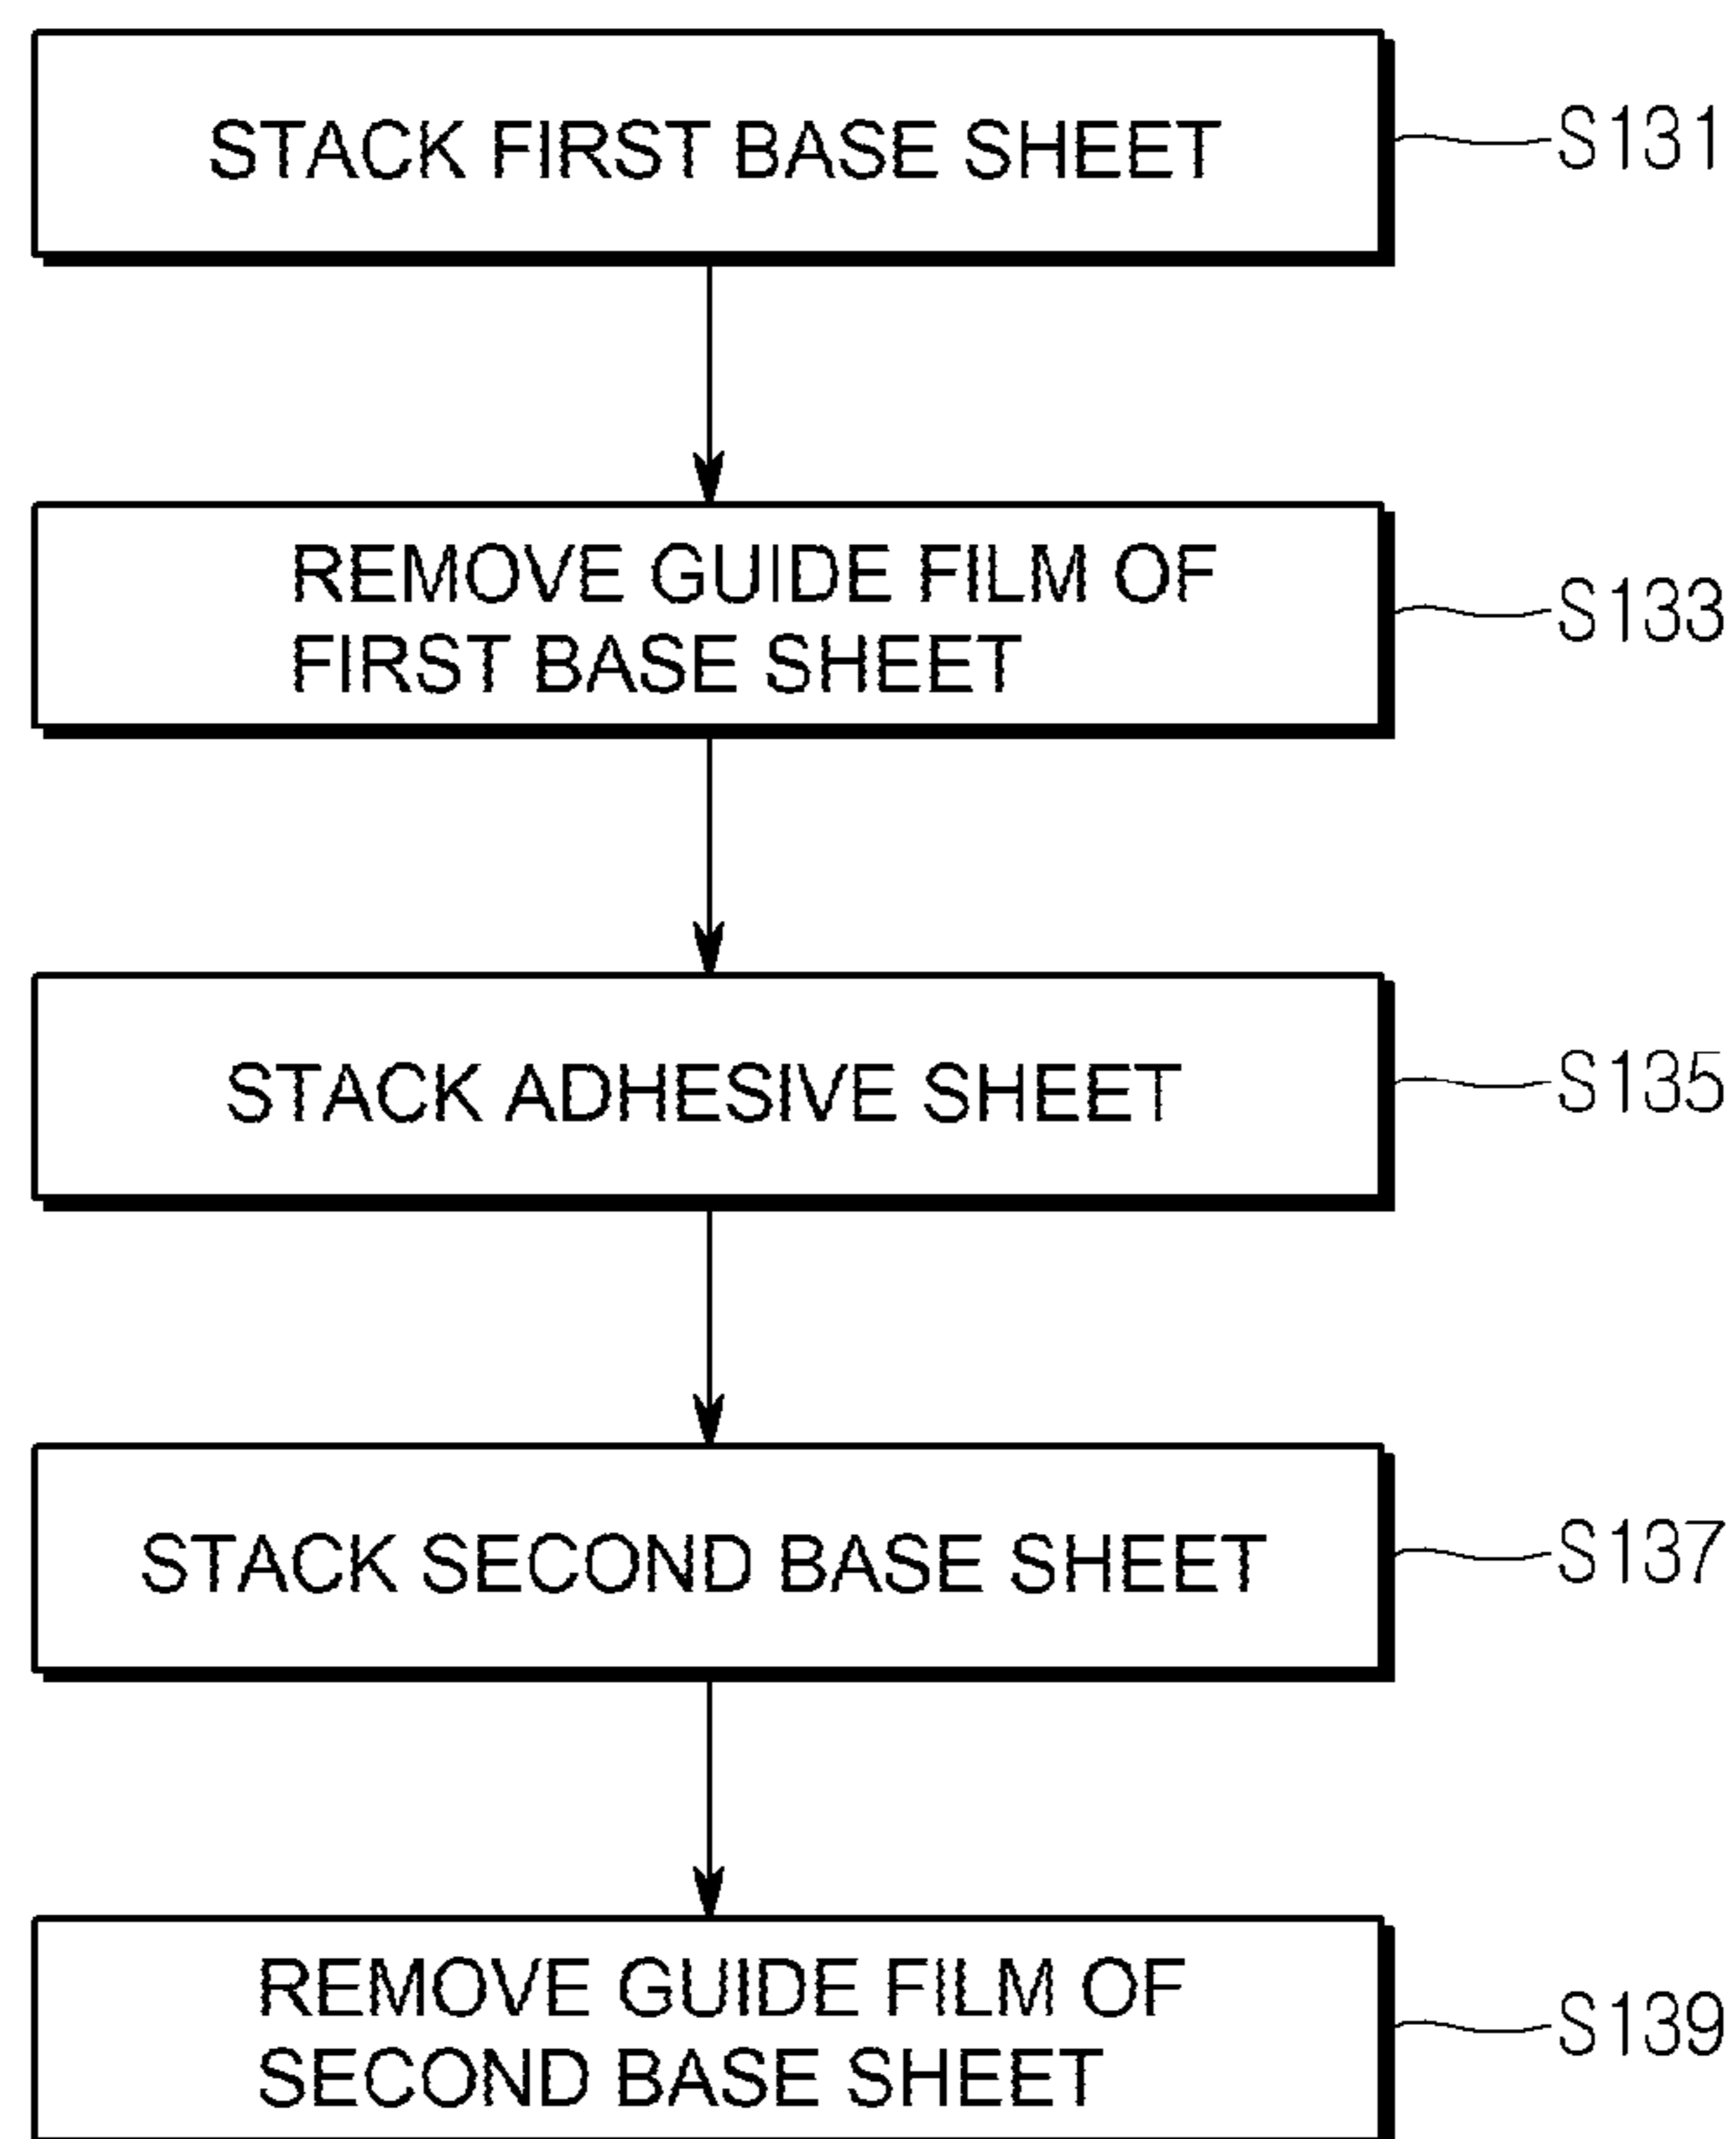 STACK FIRST BASE SHEET
S131
REMOVE GUIDE FILM OF
FIRST BASE SHEET
S133
STACK ADHESIVE SHEET
S135
STACK SECOND BASE SHEET
S137
REMOVE GUIDE FILM OF
SECOND BASE SHEET
S139